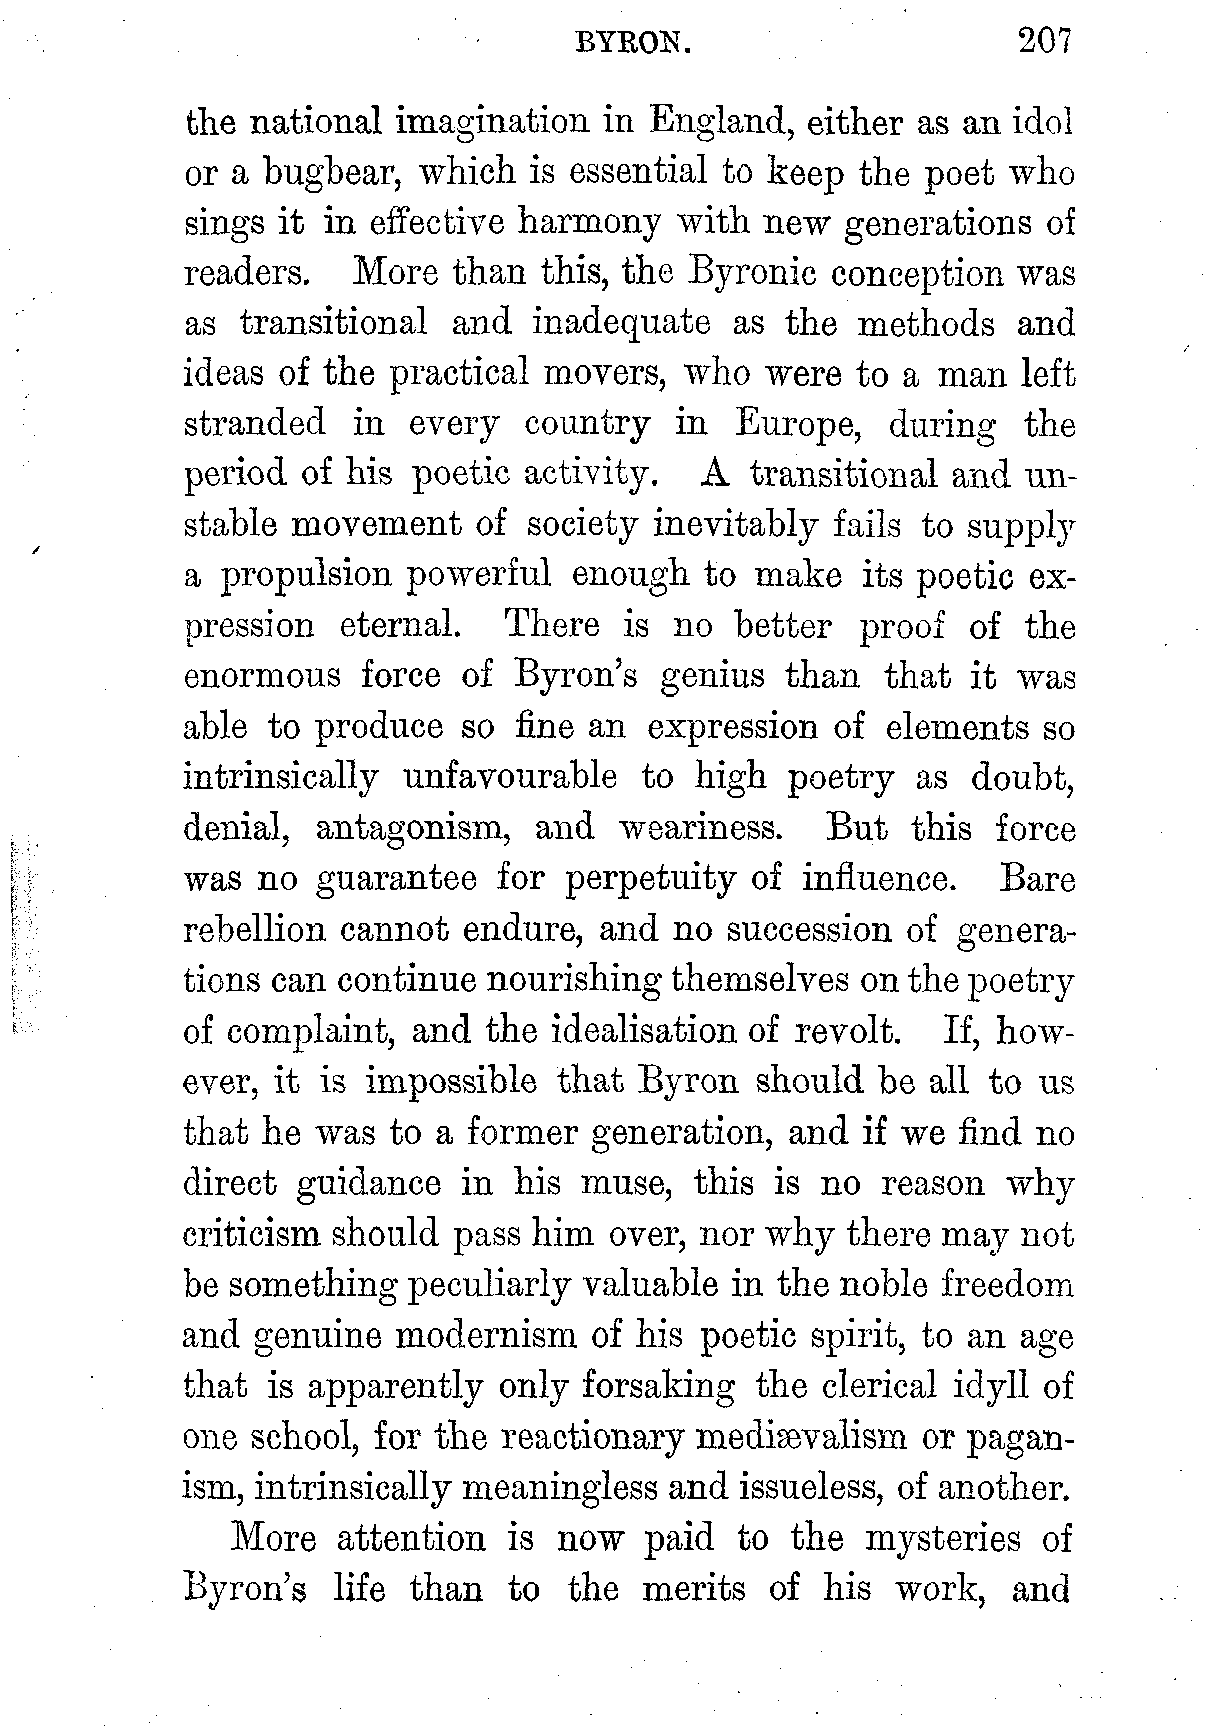 BYRON. 207
the national imagination in England, either as an idol
or a bugbear, which is essential to keep the poet who
sings it in effective harmony with new generations of
readers. More than this, the Byronic conception was
as transitional and inadequate as the methods and
ideas of the practical movers, who were to a man left
stranded in every country in Europe, during the
period of his poetic activity. A transitional and un-
stable movement of society inevitably fails to supply
a propulsion powerful enough to make its poetic ex-
pression eternal. There is no better proof of the
enormous force of Byron's genius than that it was
able to produce so fine an expression of elements so
intrinsically unfavourable to high poetry as doubt,
denial, antagonism, and weariness. But this force
was no guarantee for perpetuity of influence. Bare
rebellion cannot endure, and no succession of genera-
tions can continue nourishing themselves on the poetry
of complaint, and the idealisation of revolt. If, how-
ever, it is impossible that Byron should be all to us
that he was to a former generation, and if we find no
direct guidance in his muse, this is no reason why
criticism should pass him over, nor why there may not
be something peculiarly valuable in the noble freedom
and genuine modernism of his poetic spirit, to an age
that is apparently only forsaking the clerical idyll of
one school, for the reactionary mediævalism or pagan-
ism, intrinsically meaningless and issueless, of another.
More attention is now paid to the mysteries of
Byron's life than to the merits of his work, and